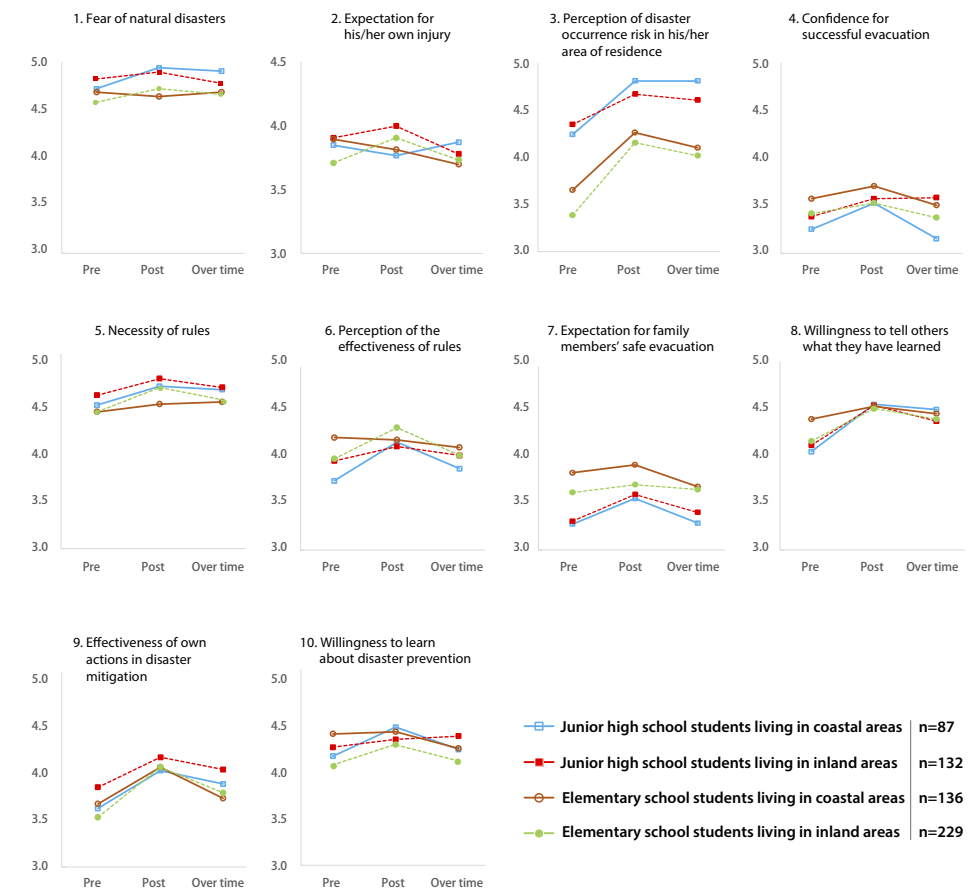 1. Fear of natural disasters
5.0
4.5
4.0
3.5
3.0
Pre Post Over time
2. Expectation for
his/her own injury
4.5
4.0
3.5
3.0
Pre Post Over time
3. Perception of disaster
occurrence risk in his/her
area of residence
5.0
4.5
4.0
3.5
3.0
Pre Post Over time
4. Confidence for
successful evacuation
5.0
4.5
4.0
3.5
3.0
Pre Post Over time
5. Necessity of rules
5.0
4.5
4.0
3.5
3.0
Pre Post Over time
6. Perception of the
effectiveness of rules
5.0
4.5
4.0
3.5
3.0
Pre Post Over time
7. Expectation for family
members' safe evacuation
5.0
4.5
4.0
3.5
3.0
Pre Post Over time
8. Willingness to tell others
what they have learned
5.0
4.5
4.0
3.5
3.0
Pre Post Over time
9. Effectiveness of own
actions in disaster
mitigation
5.0
4.5
4.0
3.5
3.0
Pre Post Over time
10. Willingness to learn
about disaster prevention
5.0
4.5
4.0
3.5
3.0
Pre Post Over time
Junior high school students living in coastal areas n=87
Junior high school students living in inland areas n=132
Elementary school students living in coastal areas n=136
Elementary school students living in inland areas n=229